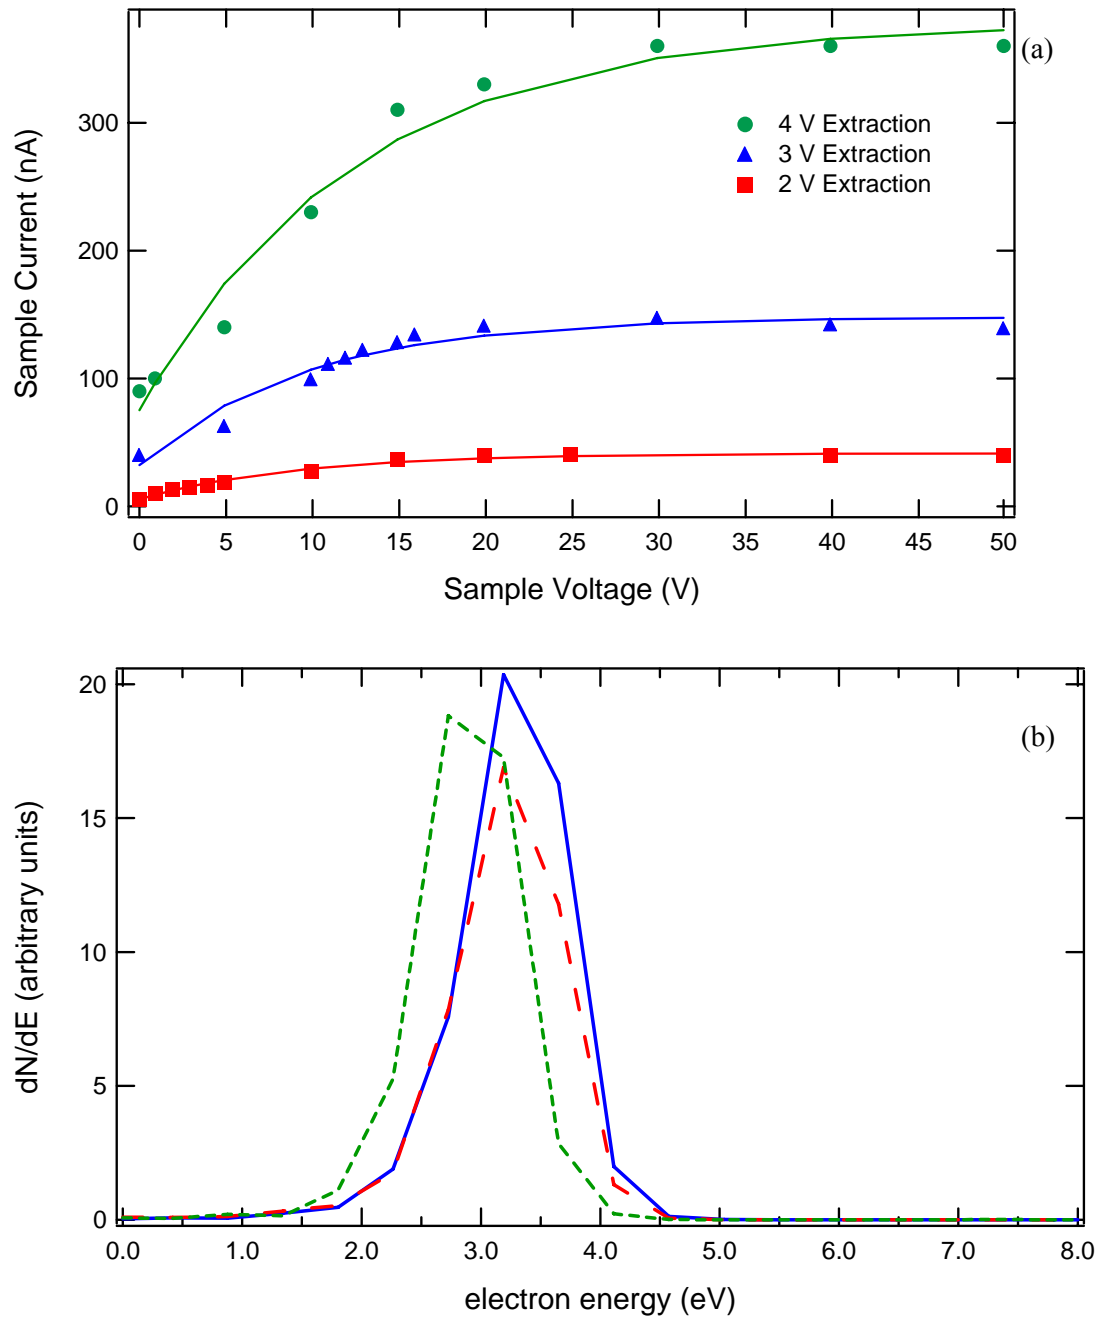 (a)
300
200
100
0
Sample Current (nA)
4 V Extraction
3 V Extraction
2 V Extraction
0 5 10 15 20 25 30 35 40 45 50
Sample Voltage (V)
(b)
20
15
10
5
0
dN/dE (arbitrary units)
0.0 1.0 2.0 3.0 4.0 5.0 6.0 7.0 8.0
electron energy (eV)